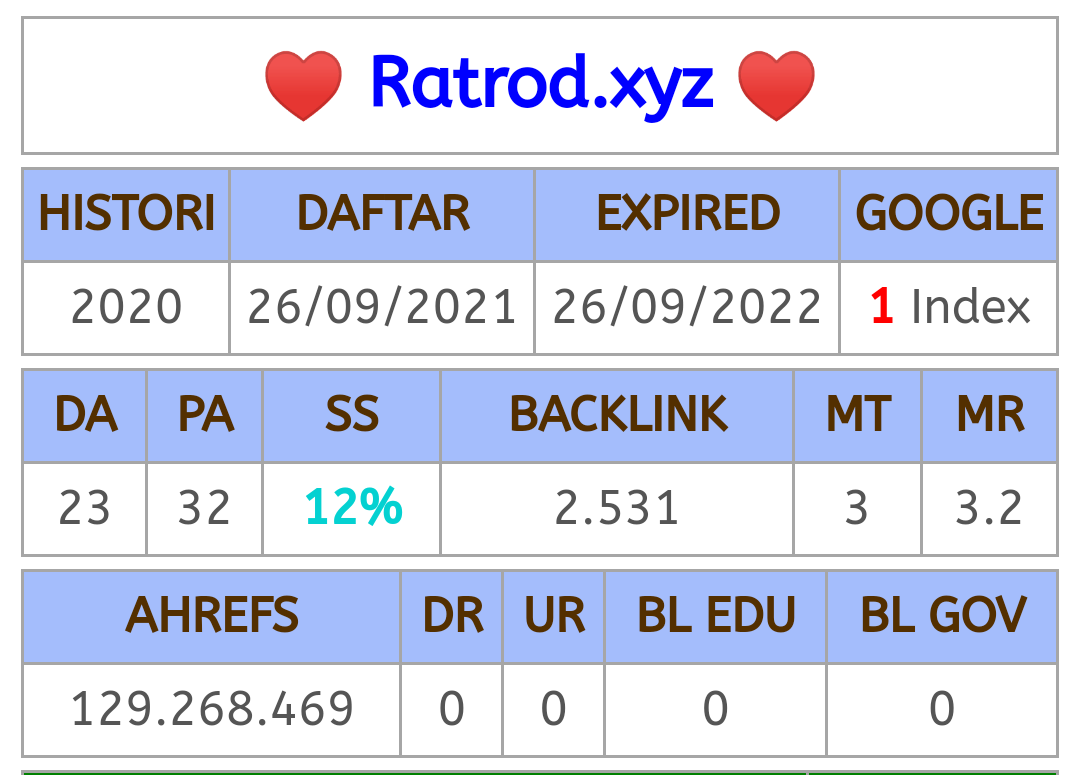 Ratrod.xyz
HISTORI DAFTAR EXPIRED GOOGLE
2020 26/09/2021 26/09/2022 1 Index
DA PA SS BACKLINK MT MR
23 32 12% 2.531 3 3.2
AHREFS DR UR BL EDU BL GOV
129.268.469 0 0 0 0